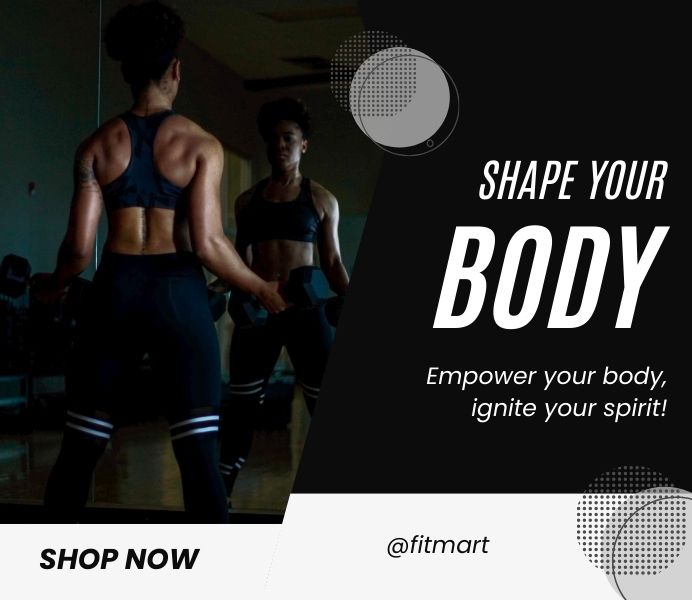 SHAPE YOUR
BODY
Empower your body,
ignite your spirit!
SHOP NOW
@fitmart